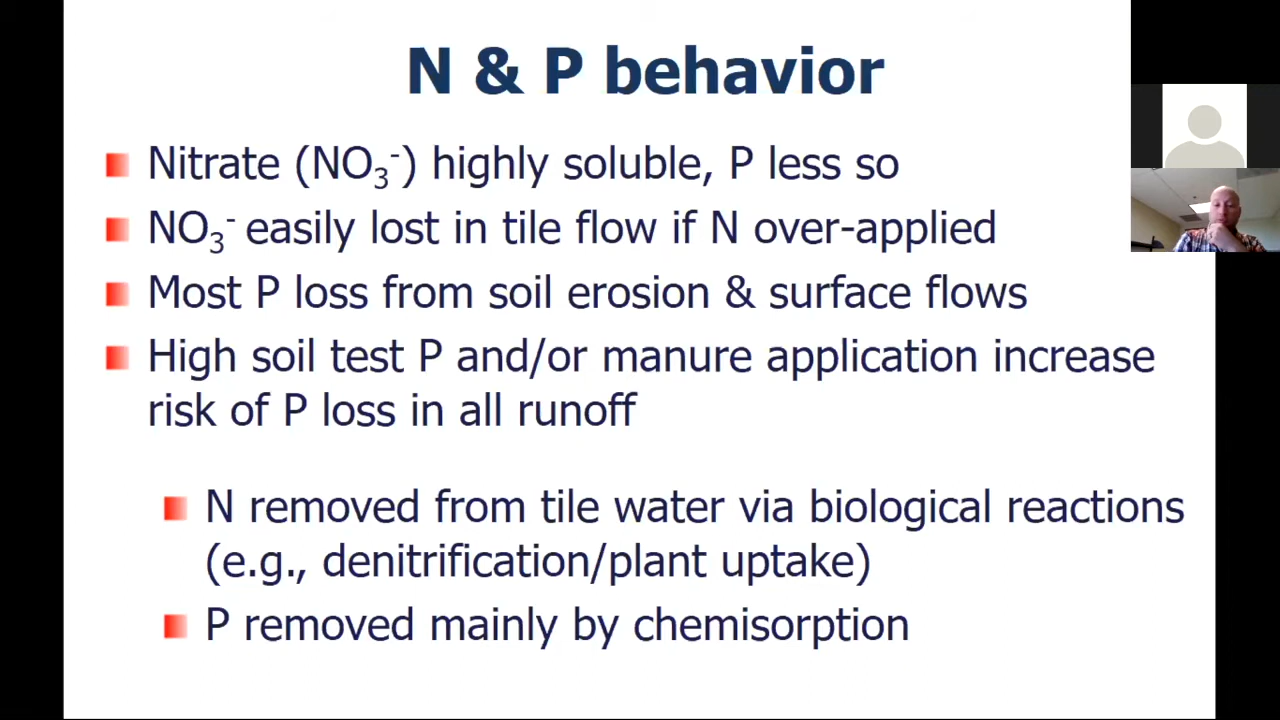 N & P behavior
Nitrate (NO₃⁻) highly soluble, P less so
NO₃⁻ easily lost in tile flow if N over-applied
Most P loss from soil erosion & surface flows
High soil test P and/or manure application increase
risk of P loss in all runoff
N removed from tile water via biological reactions
(e.g., denitrification/plant uptake)
P removed mainly by chemisorption